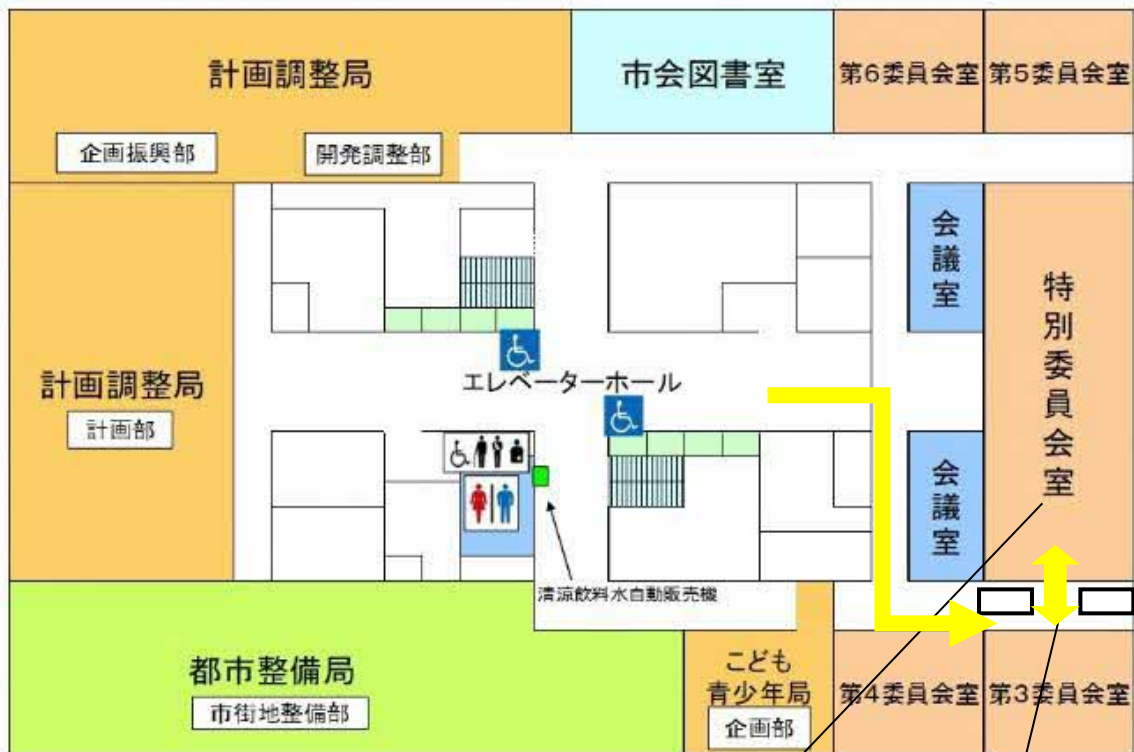 計画調整局
市会図書室
第6委員会室
第5委員会室
企画振興部
開発調整部
会議室
特別委員会室
計画調整局
計画部
エレベーターホール
会議室
清涼飲料水自動販売機
都市整備局
市街地整備部
こども
青少年局
企画部
第4委員会室
第3委員会室